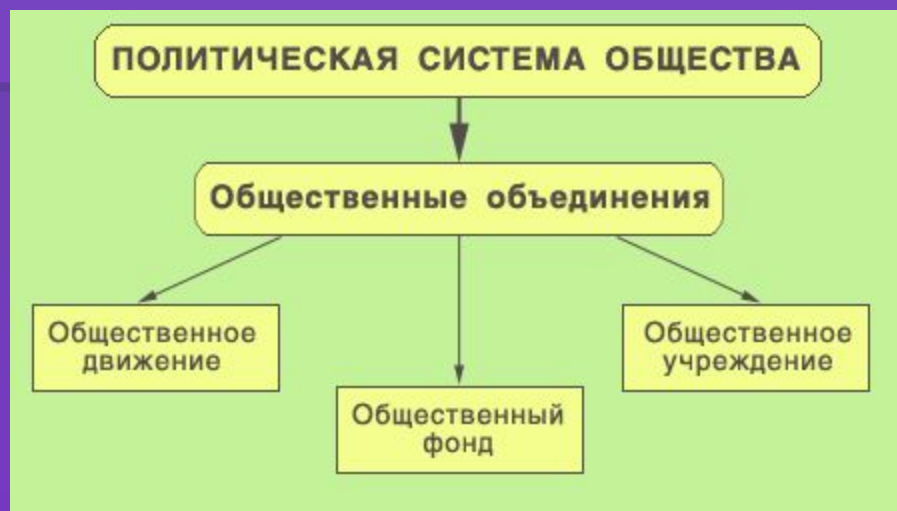 ПОЛИТИЧЕСКАЯ СИСТЕМА ОБЩЕСТВА
Общественные объединения
Общественное
движение
Общественный
фонд
Общественное
учреждение